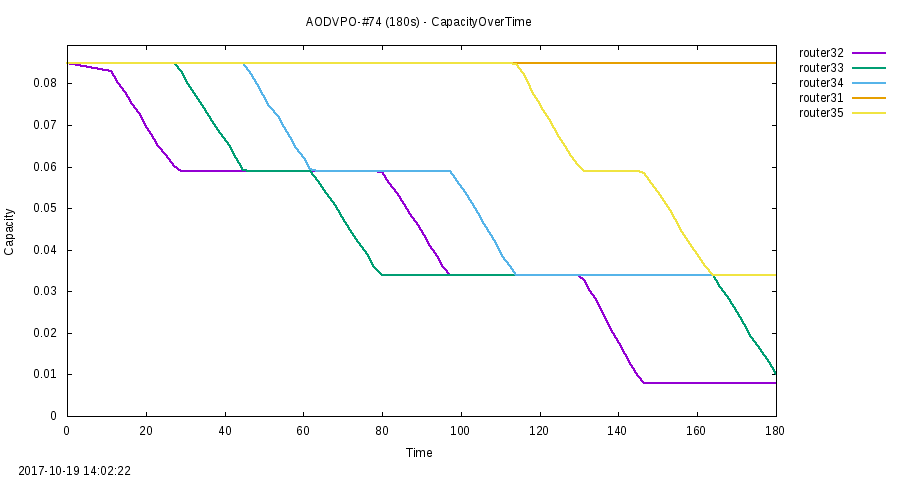 AODVPO-#74 (180s) - CapacityOverTime
router32
router33
router34
router31
router35
0.08
0.07
0.06
0.05
0.04
0.03
0.02
0.01
0
Capacity
0 20 40 60 80 100 120 140 160 180
Time
2017-10-19 14:02:22